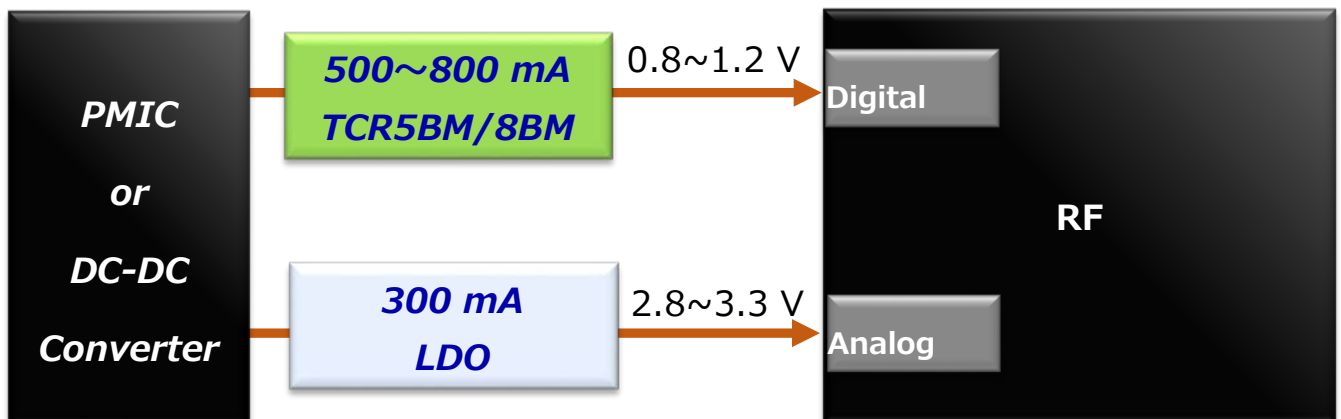 PMIC
or
DC-DC
Converter
500～800 mA
TCR5BM/8BM
0.8~1.2 V
Digital
RF
300 mA
LDO
2.8~3.3 V
Analog